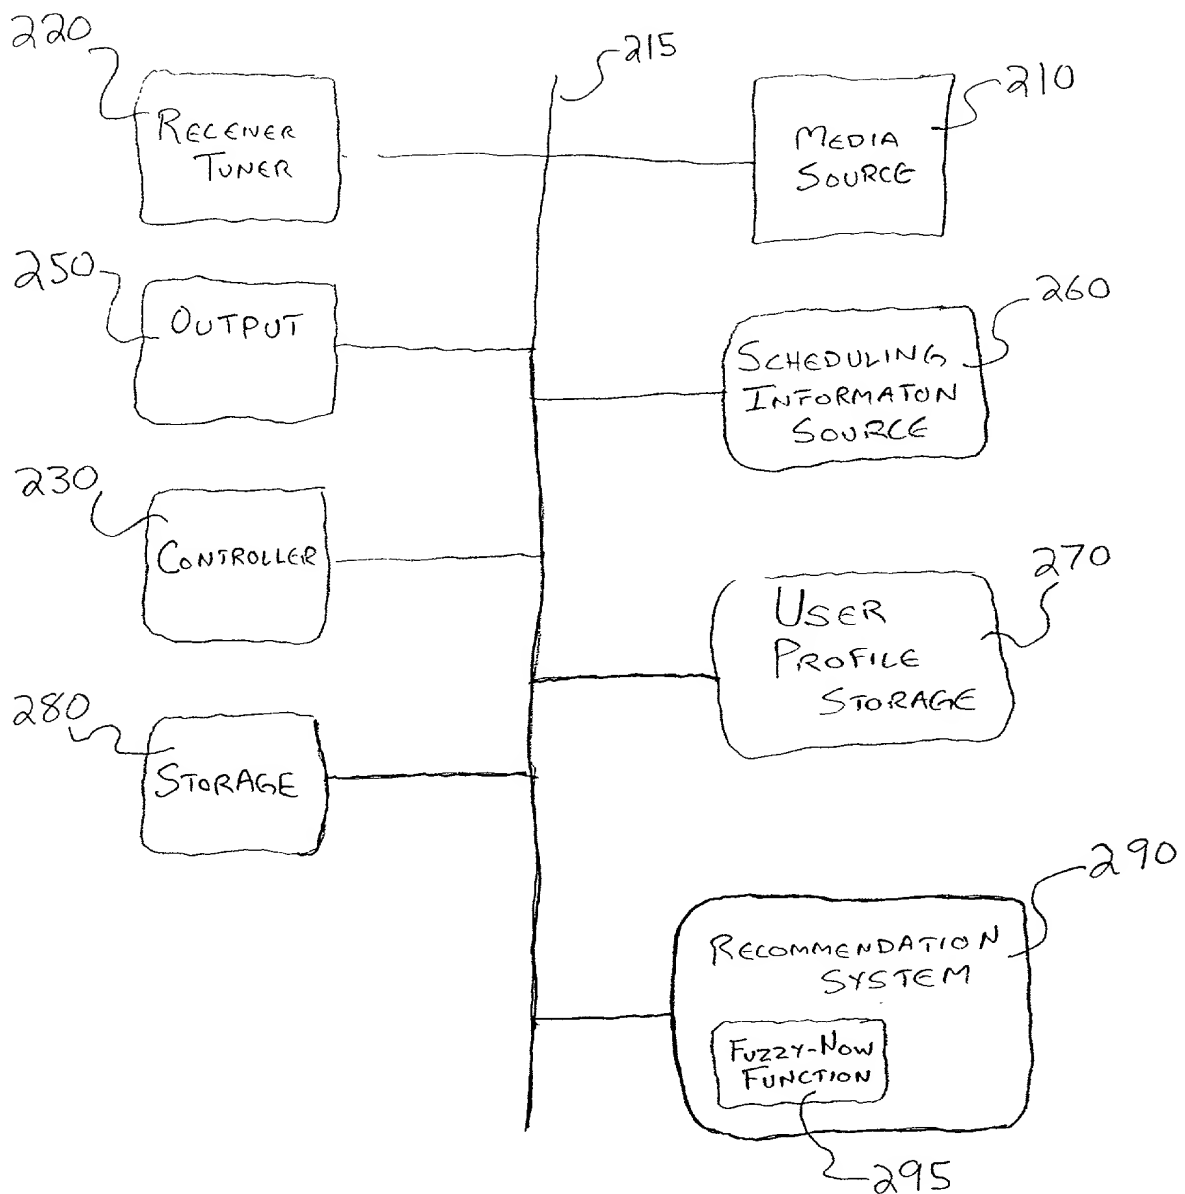 220
215
210
RECEIVER
TUNER
MEDIA
SOURCE
250
OUTPUT
260
SCHEDULING
INFORMATON
SOURCE
230
CONTROLLER
270
USER
PROFILE
STORAGE
280
STORAGE
290
RECOMMENDATION
SYSTEM
FUZZY-NOW
FUNCTION
295